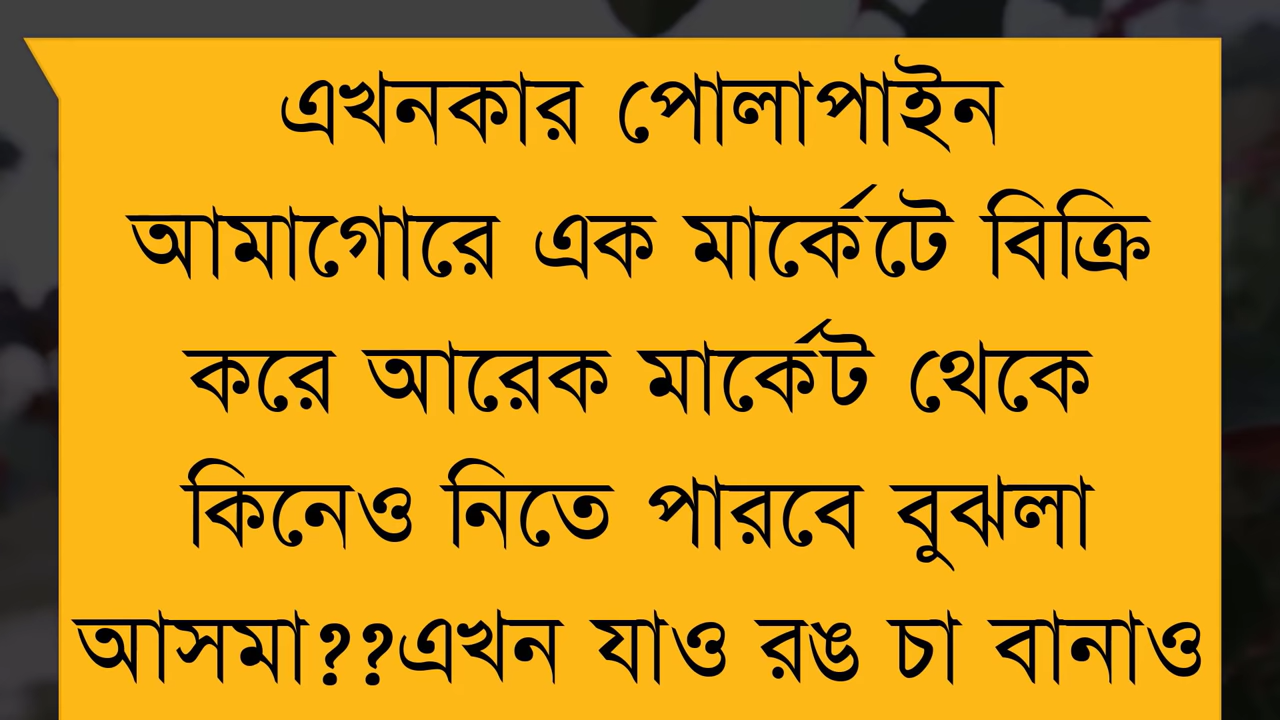 এখনকার পোলাপাইন
আমাগোরে এক মার্কেটে বিক্রি
করে আরেক মার্কেট থেকে
কিনেও নিতে পারবে বুঝলা
আসমা??এখন যাও রঙ চা বানাও